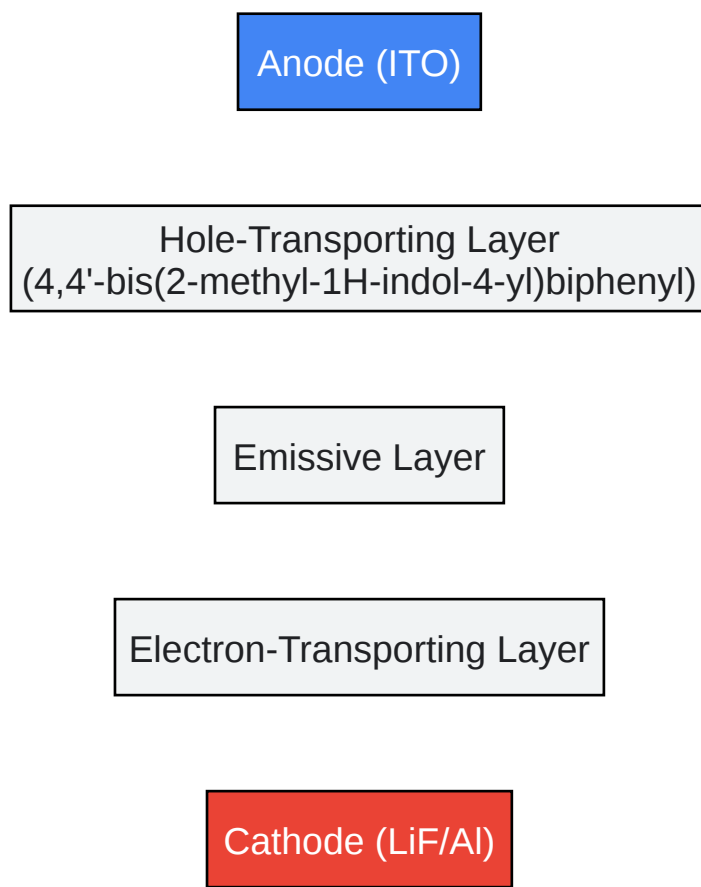 Anode (ITO)
Hole-Transporting Layer
(4,4'-bis(2-methyl-1H-indol-4-yl)biphenyl)
Emissive Layer
Electron-Transporting Layer
Cathode (LiF/Al)